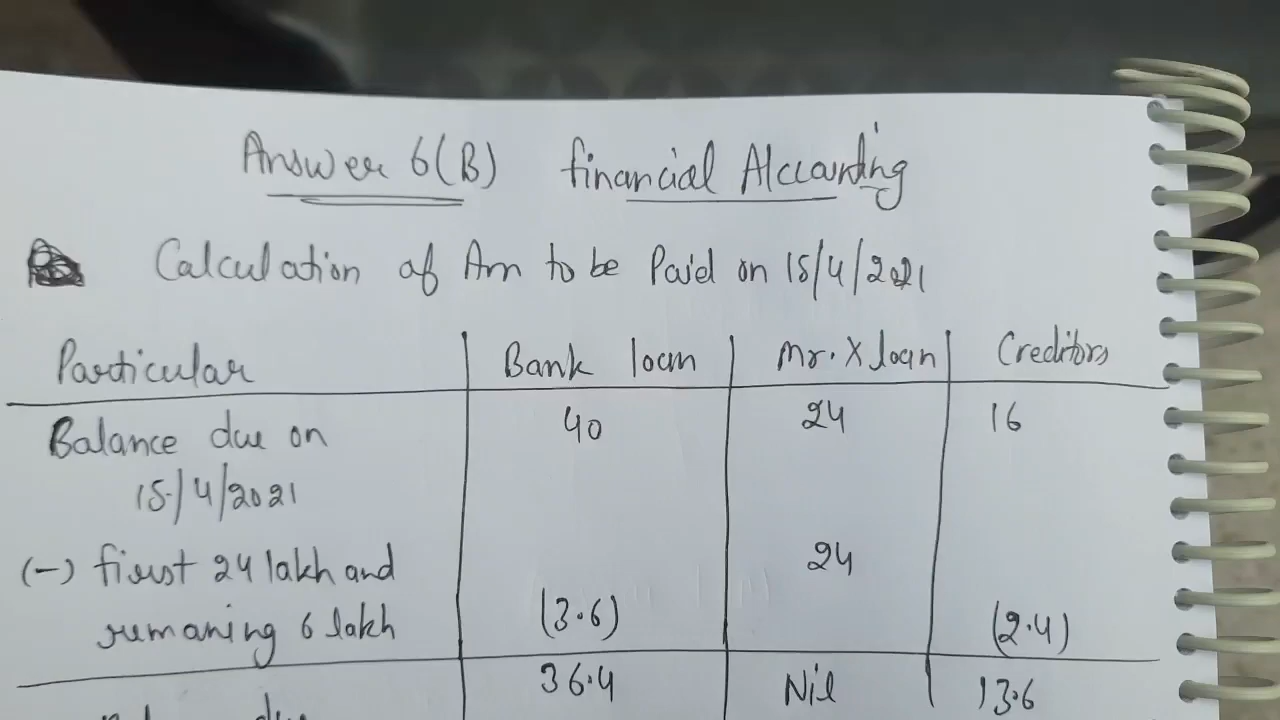 Answer 6(B) financial Accounting
Calculation of Am to be Paid on 15/4/2021
Particular Bank loan Mr. X loan Creditors
Balance due on 40 24 16
15/4/2021
(-) first 24 lakh and 24
remaning 6 lakh (3.6) (2.4)
36.4 Nil 13.6
due